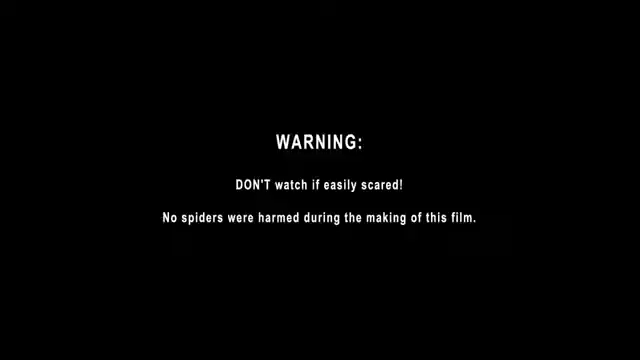 WARNING:
DON'T watch if easily scared!
No spiders were harmed during the making of this film.